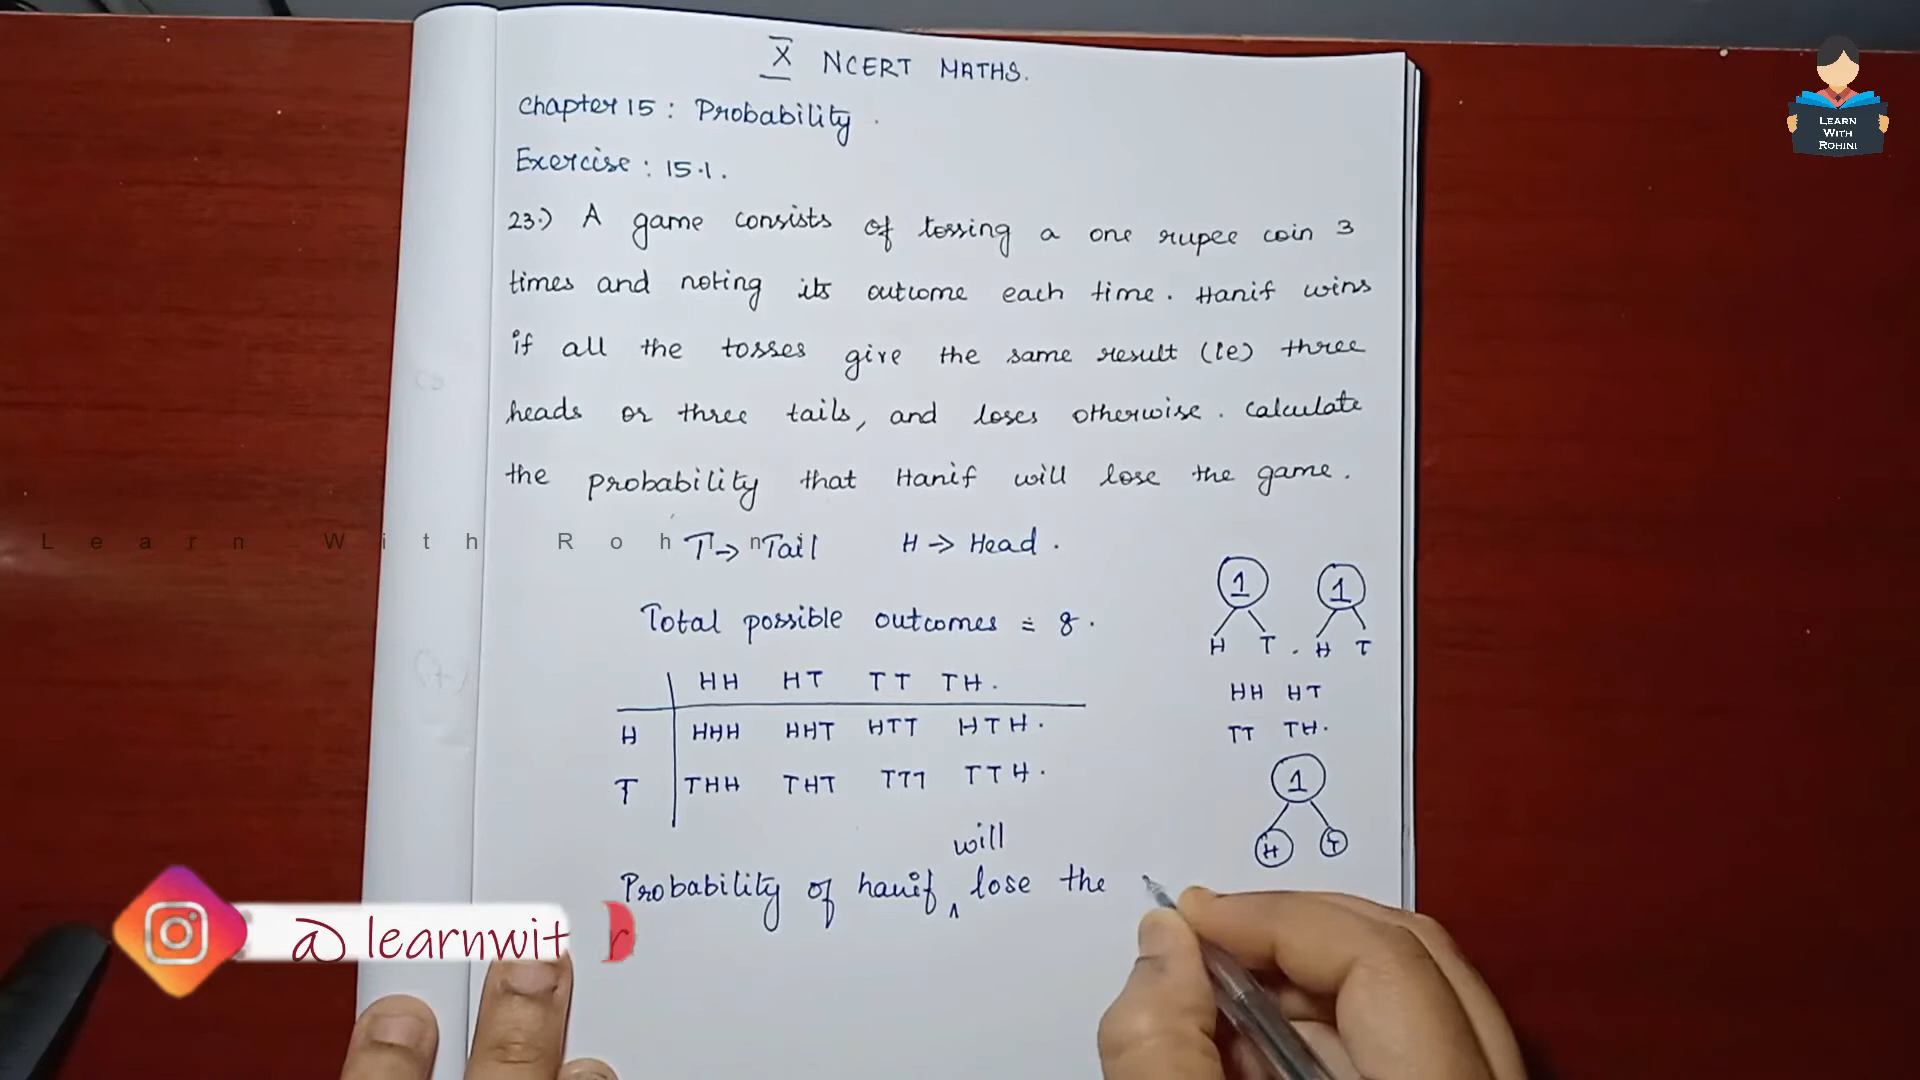 X NCERT MATHS.
Chapter 15 : Probability.
Exercise : 15.1.
23.) A game consists of tossing a one rupee coin 3
times and noting its outcome each time. Hanif wins
if all the tosses give the same result (ie) three
heads or three tails, and loses otherwise. Calculate
the probability that Hanif will lose the game.
T → Tail H → Head.
Total possible outcomes = 8.
HH HT TT TH.
H HHH HHT HTT HTH.
T THH THT TTT TTH.
will
Probability of hanif ^ lose the
1 1
H T . H T
HH HT
TT TH.
1
H T
LEARN
WITH
ROHINI
Learn With Rohini
@learnwit r